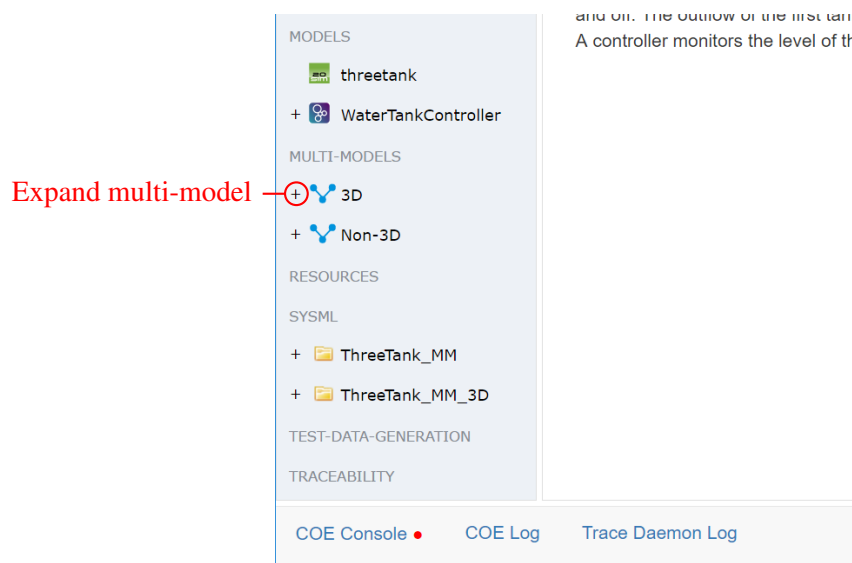 and off. The outflow of the first tan
MODELS
A controller monitors the level of th
threetank
+ WaterTankController
MULTI-MODELS
Expand multi-model
+ 3D
+ Non-3D
RESOURCES
SYSML
+ ThreeTank_MM
+ ThreeTank_MM_3D
TEST-DATA-GENERATION
TRACEABILITY
COE Console COE Log Trace Daemon Log